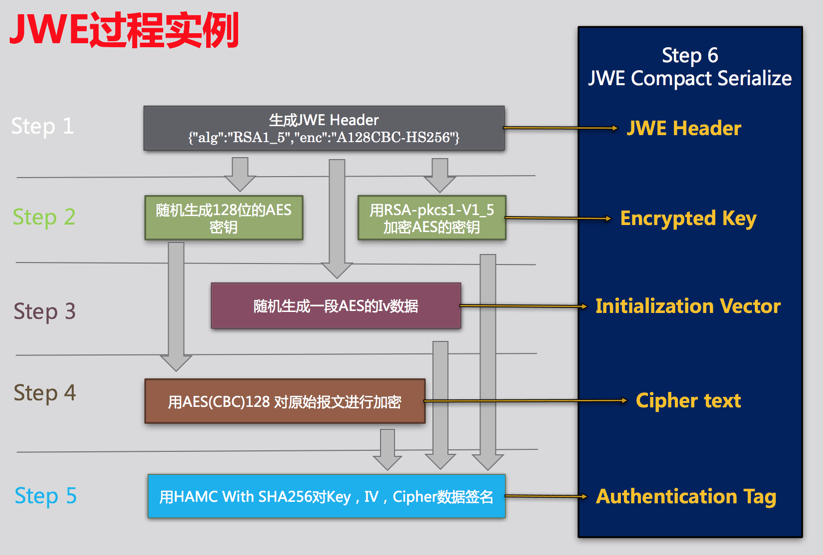 JWE过程实例
Step 6
JWE Compact Serialize
Step 1
生成JWE Header
{"alg":"RSA1_5","enc":"A128CBC-HS256"}
JWE Header
Step 2
随机生成128位的AES
密钥
用RSA-pkcs1-V1_5
加密AES的密钥
Encrypted Key
Step 3
随机生成一段AES的Iv数据
Initialization Vector
Step 4
用AES(CBC)128 对原始报文进行加密
Cipher text
Step 5
用HAMC With SHA256对Key，IV，Cipher数据签名
Authentication Tag